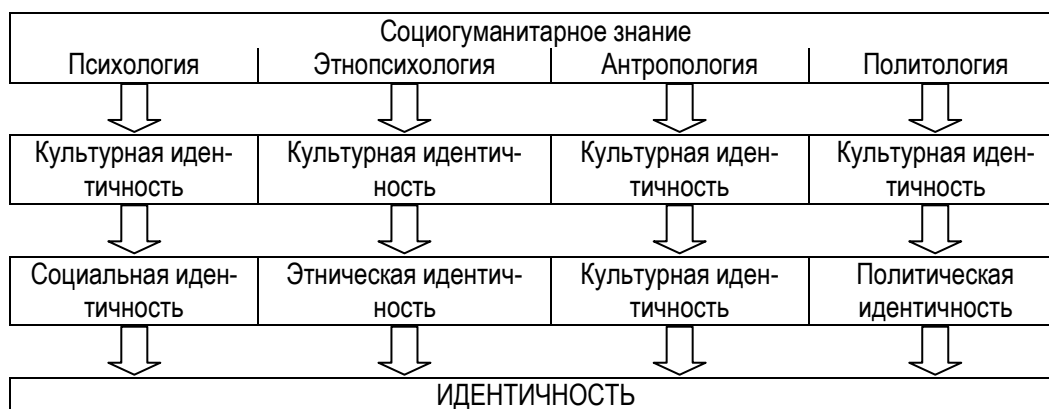 Социогуманитарное знание
Психология Этнопсихология Антропология Политология
Культурная иден- Культурная идентич- Культурная иден- Культурная иден-
тичность ность тичность тичность
Социальная иден- Этническая идентич- Культурная иден- Политическая
тичность ность тичность идентичность
ИДЕНТИЧНОСТЬ